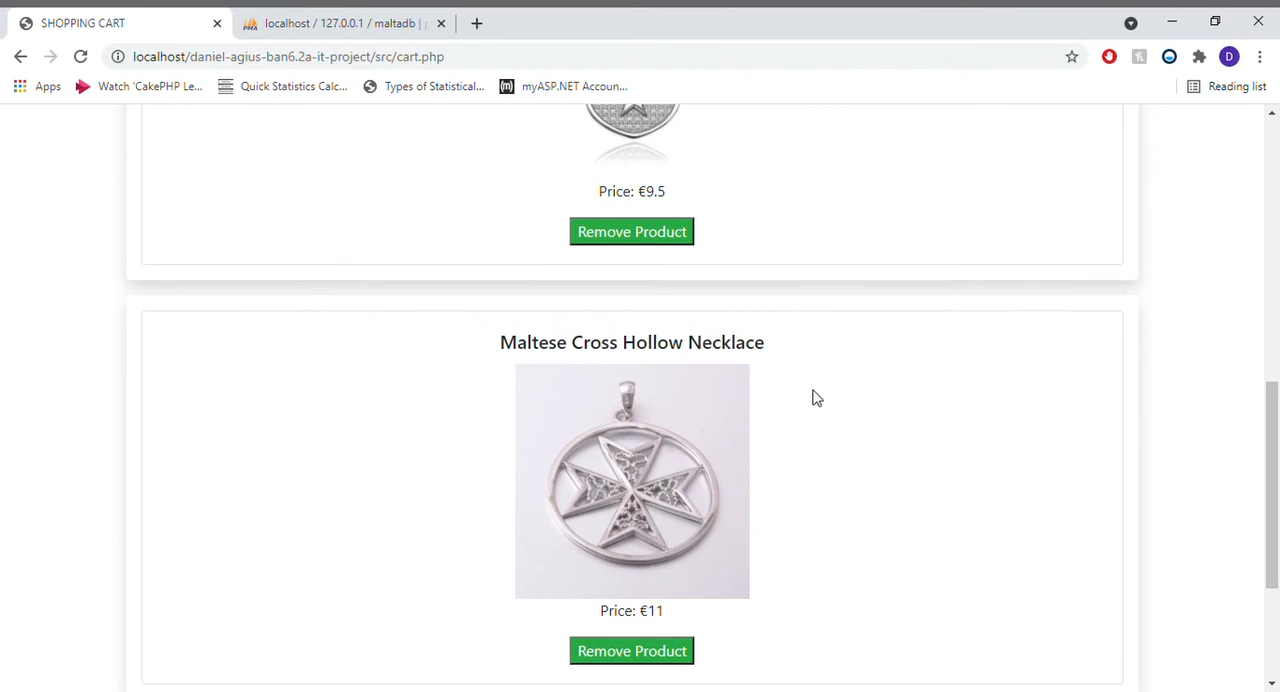 SHOPPING CART
localhost / 127.0.0.1 / maltadb |
localhost/daniel-agius-ban6.2a-it-project/src/cart.php
D
Apps
Watch 'CakePHP Le...
Quick Statistics Calc...
Types of Statistical...
myASP.NET Accoun...
Reading list
Price: €9.5
Remove Product
Maltese Cross Hollow Necklace
Price: €11
Remove Product